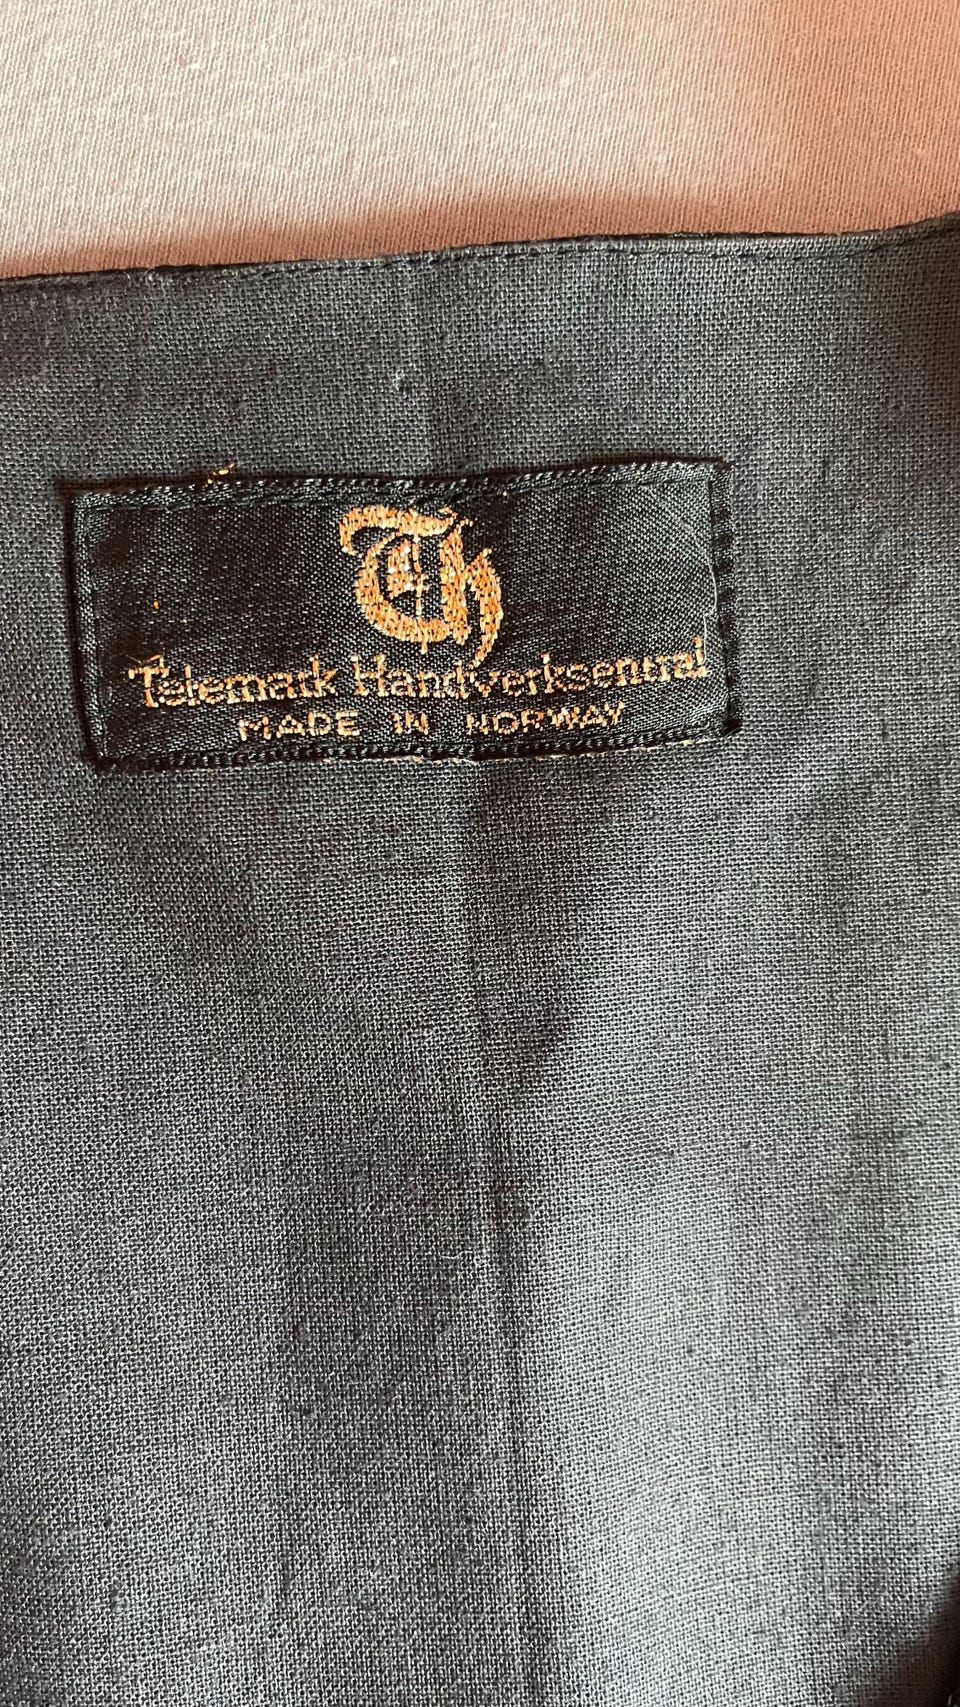 Th
Telemark Handverksentral
MADE IN NORWAY